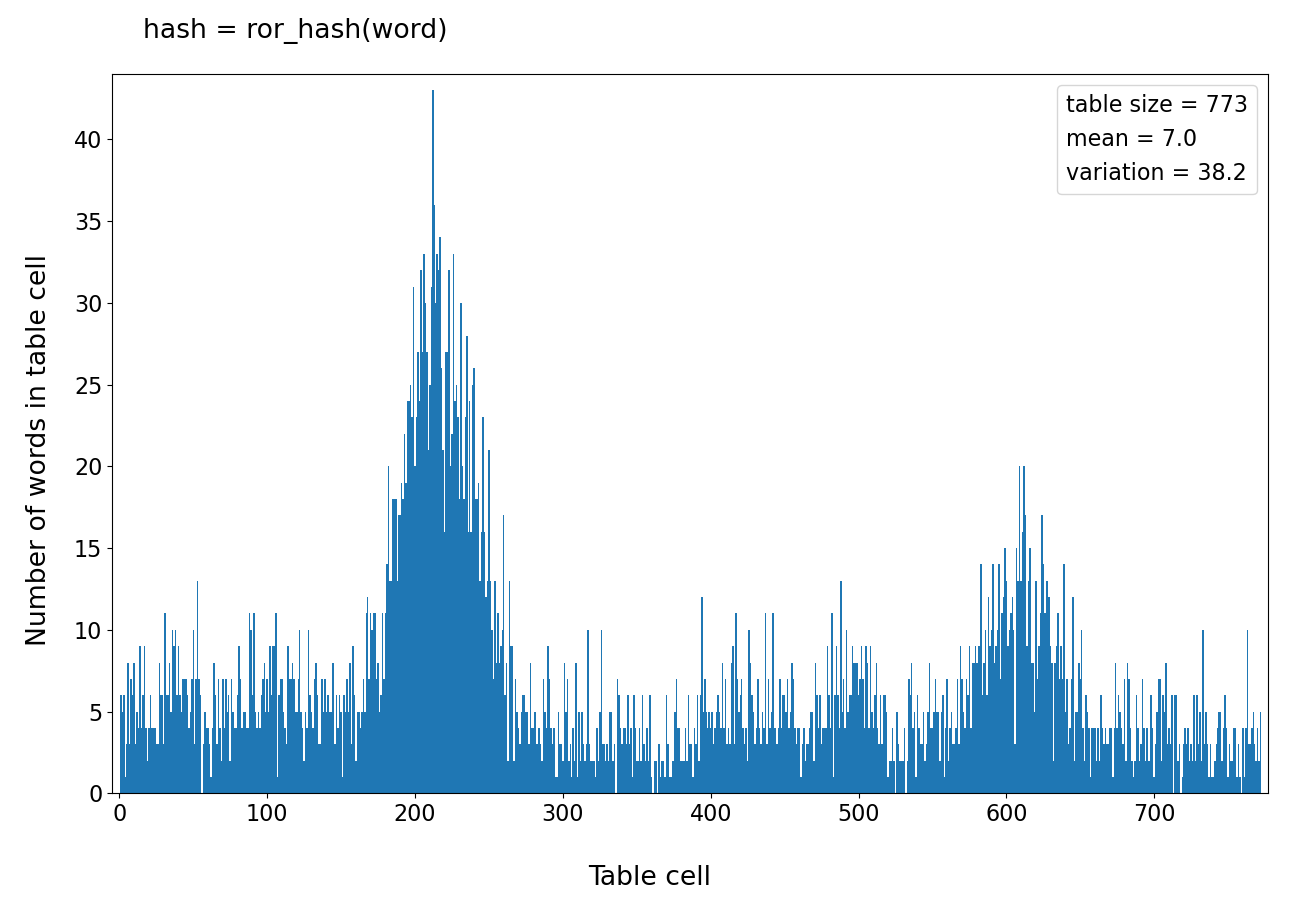 hash = ror_hash(word)
table size = 773
mean = 7.0
variation = 38.2
Number of words in table cell
40
35
30
25
20
15
10
5
0
0 100 200 300 400 500 600 700
Table cell